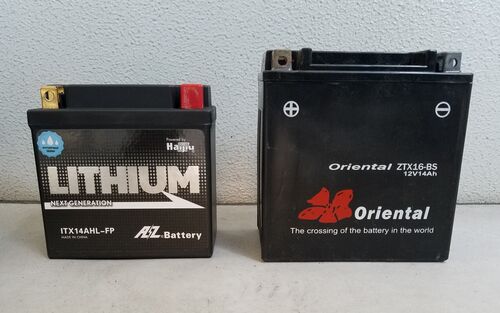 Powered by
Haiju
LITHIUM
NEXT GENERATION
ITX14AHL-FP
MADE IN CHINA
AZ Battery
Oriental ZTX16-BS
12V14Ah
Oriental
The crossing of the battery in the world